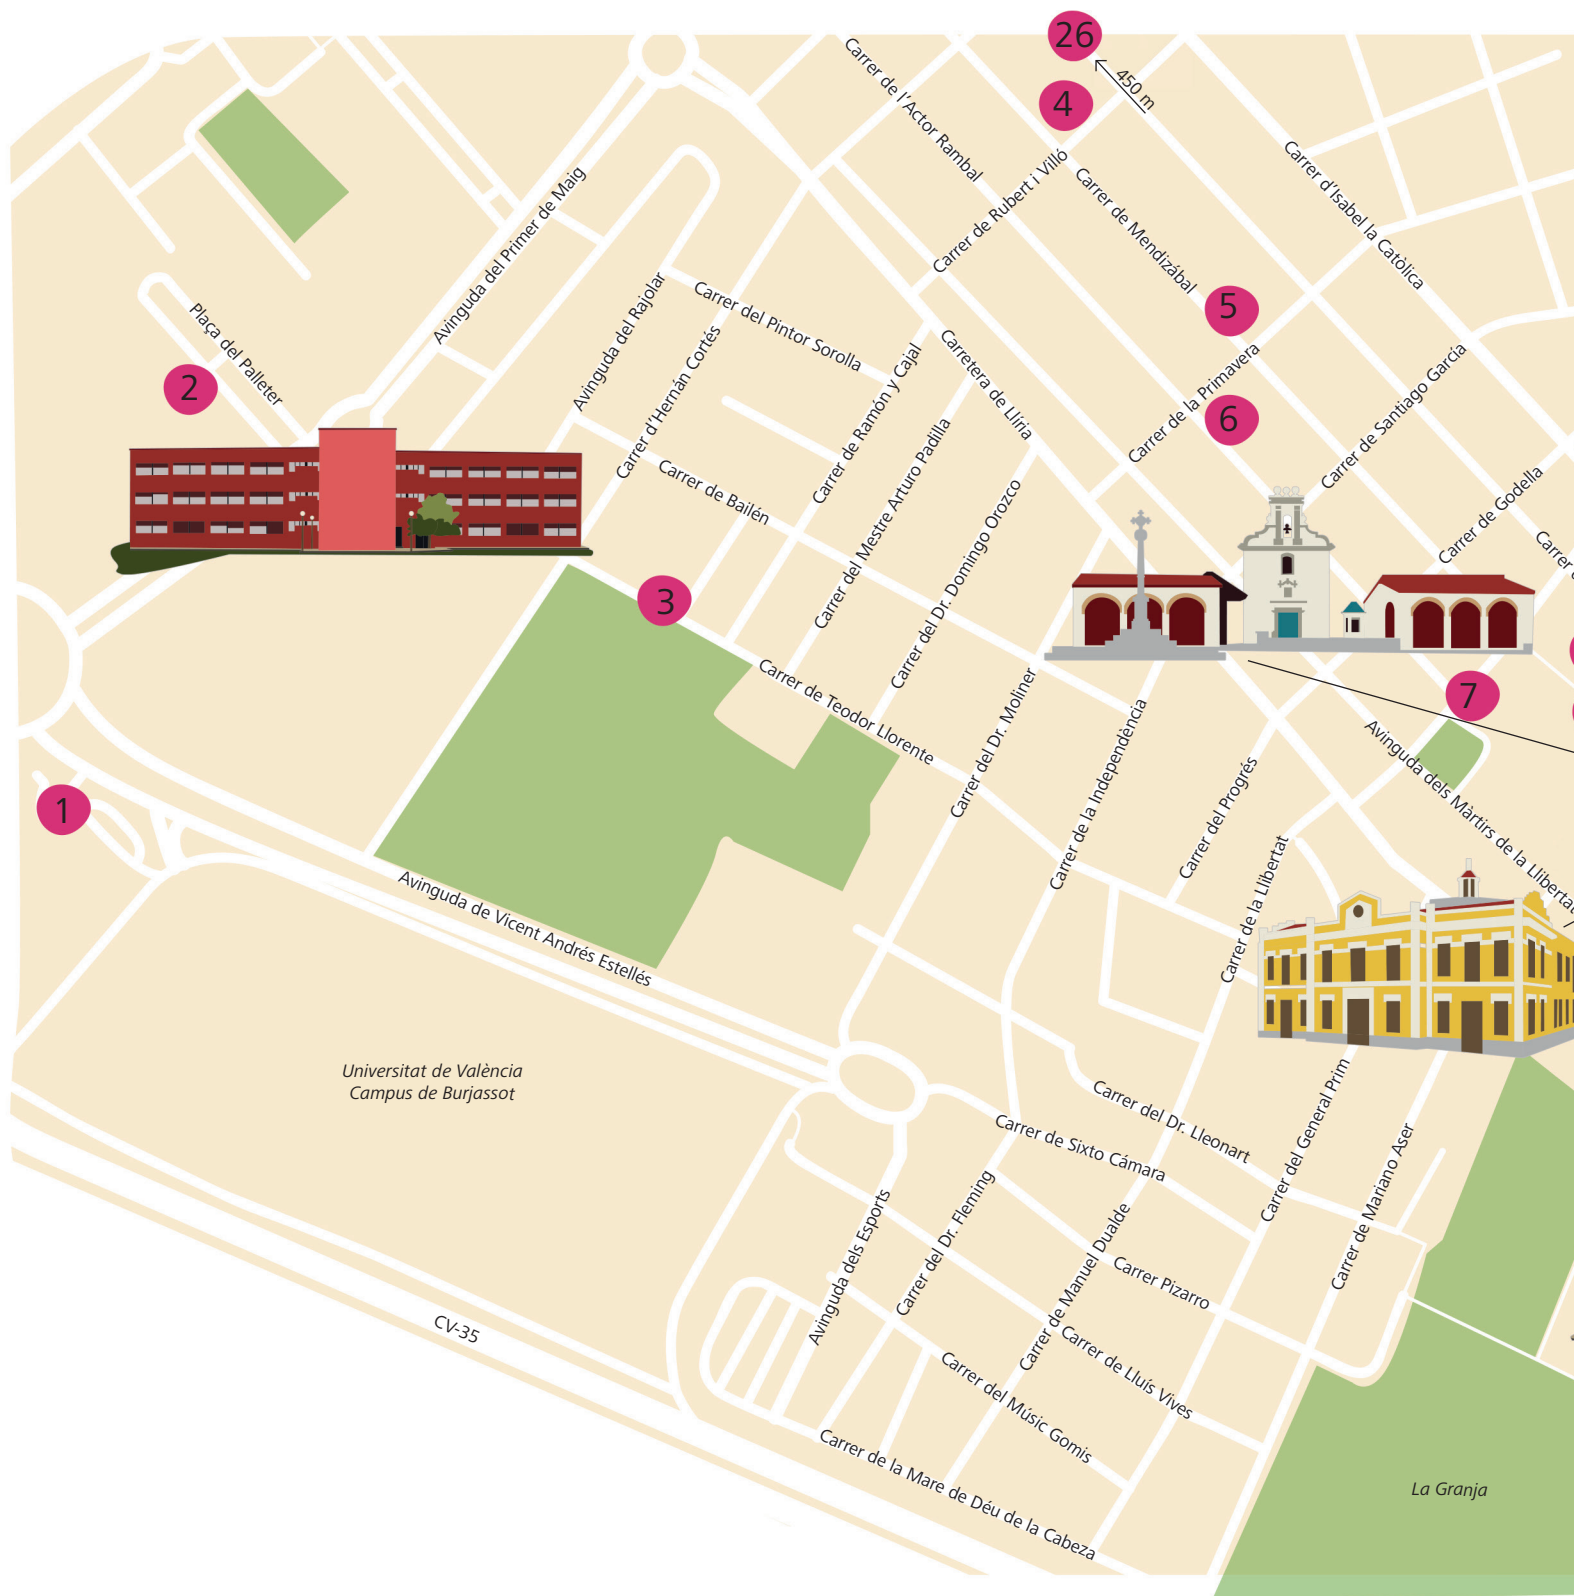 26
450 m
4
Carrer de l'Actor Rambal
Carrer de Rubert i Villó
Carrer de Mendizábal
Carrer d'Isabel la Catòlica
Avinguda del Primer de Maig
Plaça del Palleter
2
Avinguda del Rajolar
Carrer del Pintor Sorolla
Carrer d'Hernán Cortés
Carrer de Ramón y Cajal
Carretera de Llíria
5
Carrer de la Primavera
6
Carrer de Santiago García
Carrer de Godella
Carrer de Bailén
Carrer del Mestre Arturo Padilla
Carrer del Dr. Domingo Orozco
3
Carrer de Teodor Llorente
Carrer del Dr. Moliner
Carrer de la Independència
Carrer del Progrés
7
Avinguda dels Màrtirs de la Llibertat
1
Avinguda de Vicent Andrés Estellés
Carrer de la Llibertat
Universitat de València
Campus de Burjassot
Carrer del Dr. Lleonart
Carrer de Sixto Cámara
Carrer del General Prim
Carrer de Mariano Aser
Avinguda dels Esports
Carrer del Dr. Fleming
Carrer de Manuel Dualde
Carrer Pizarro
Carrer de Lluís Vives
CV-35
Carrer del Músic Gomis
Carrer de la Mare de Déu de la Cabeza
La Granja